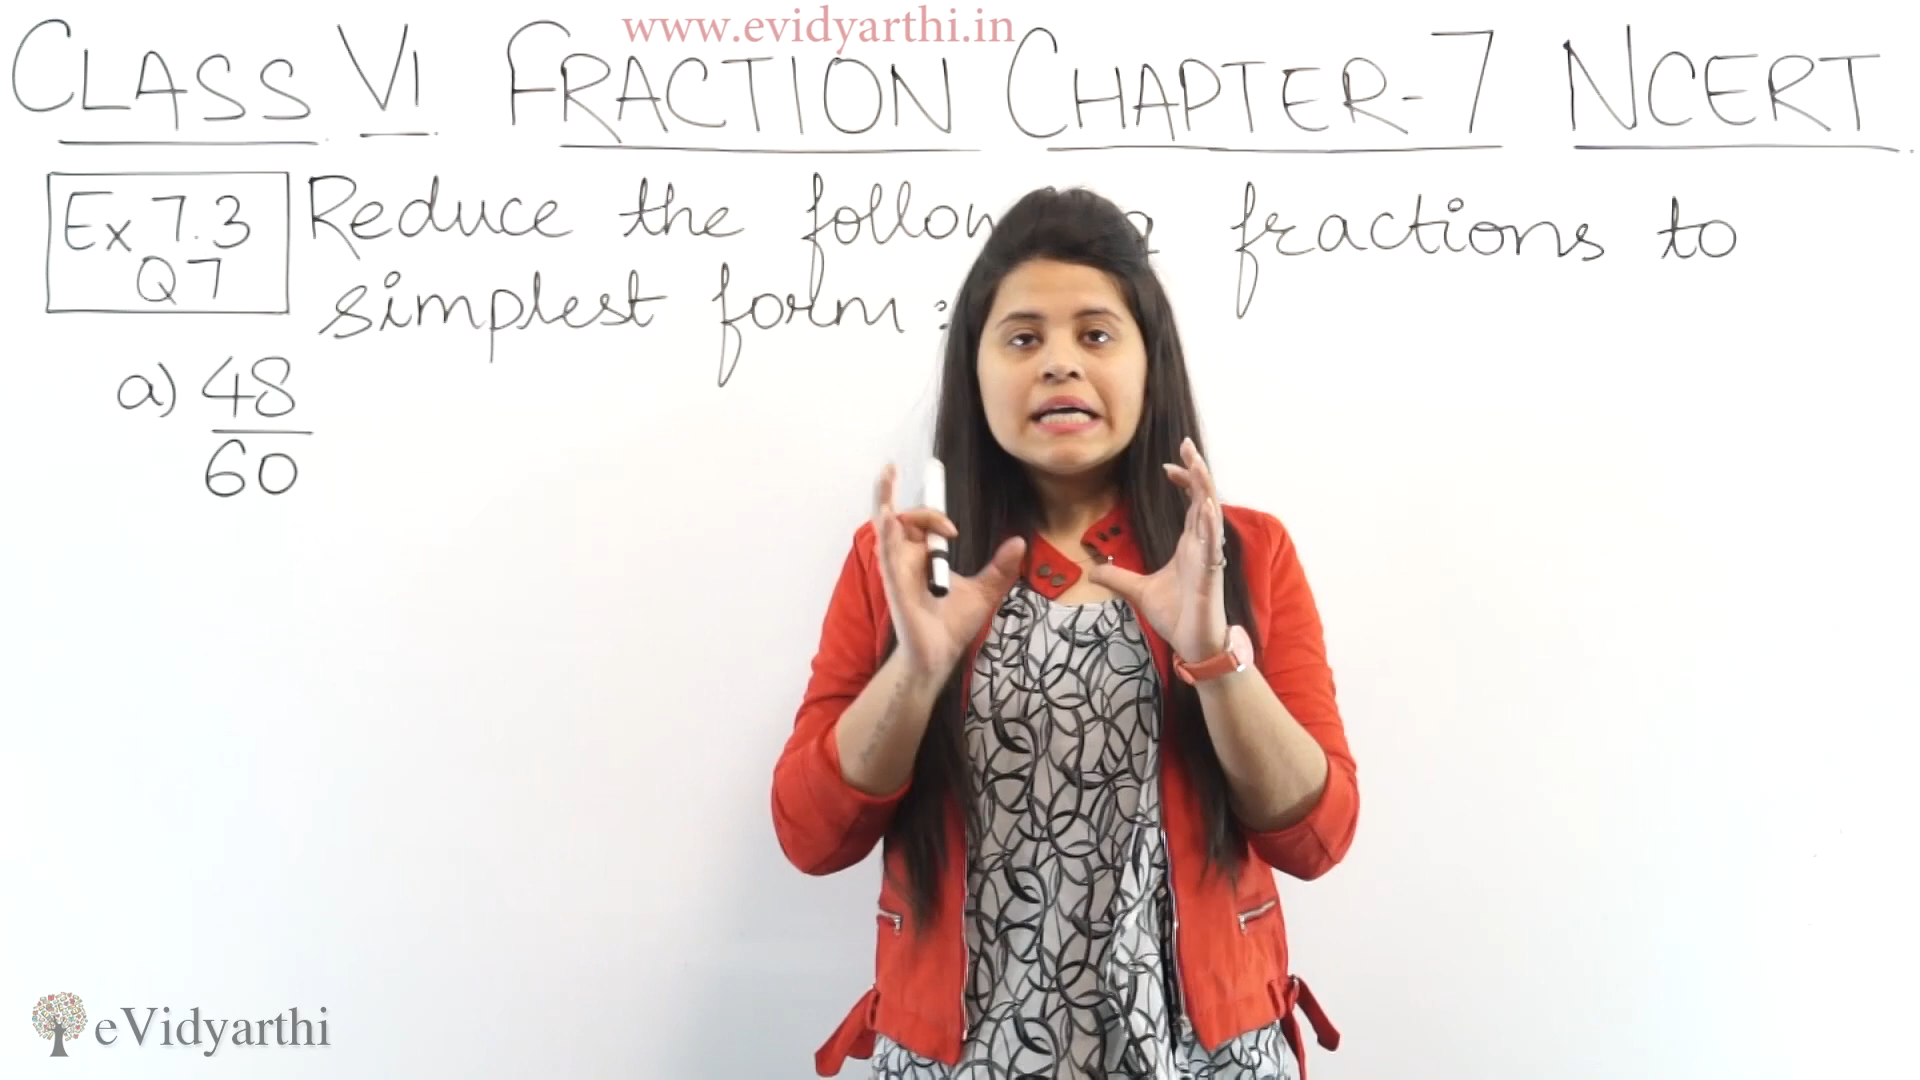 www.evidyarthi.in
CLASS VI FRACTION CHAPTER-7 NCERT
Ex 7.3
Q7
Reduce the fractions to
simplest form :
a) 48
60
eVidyarthi